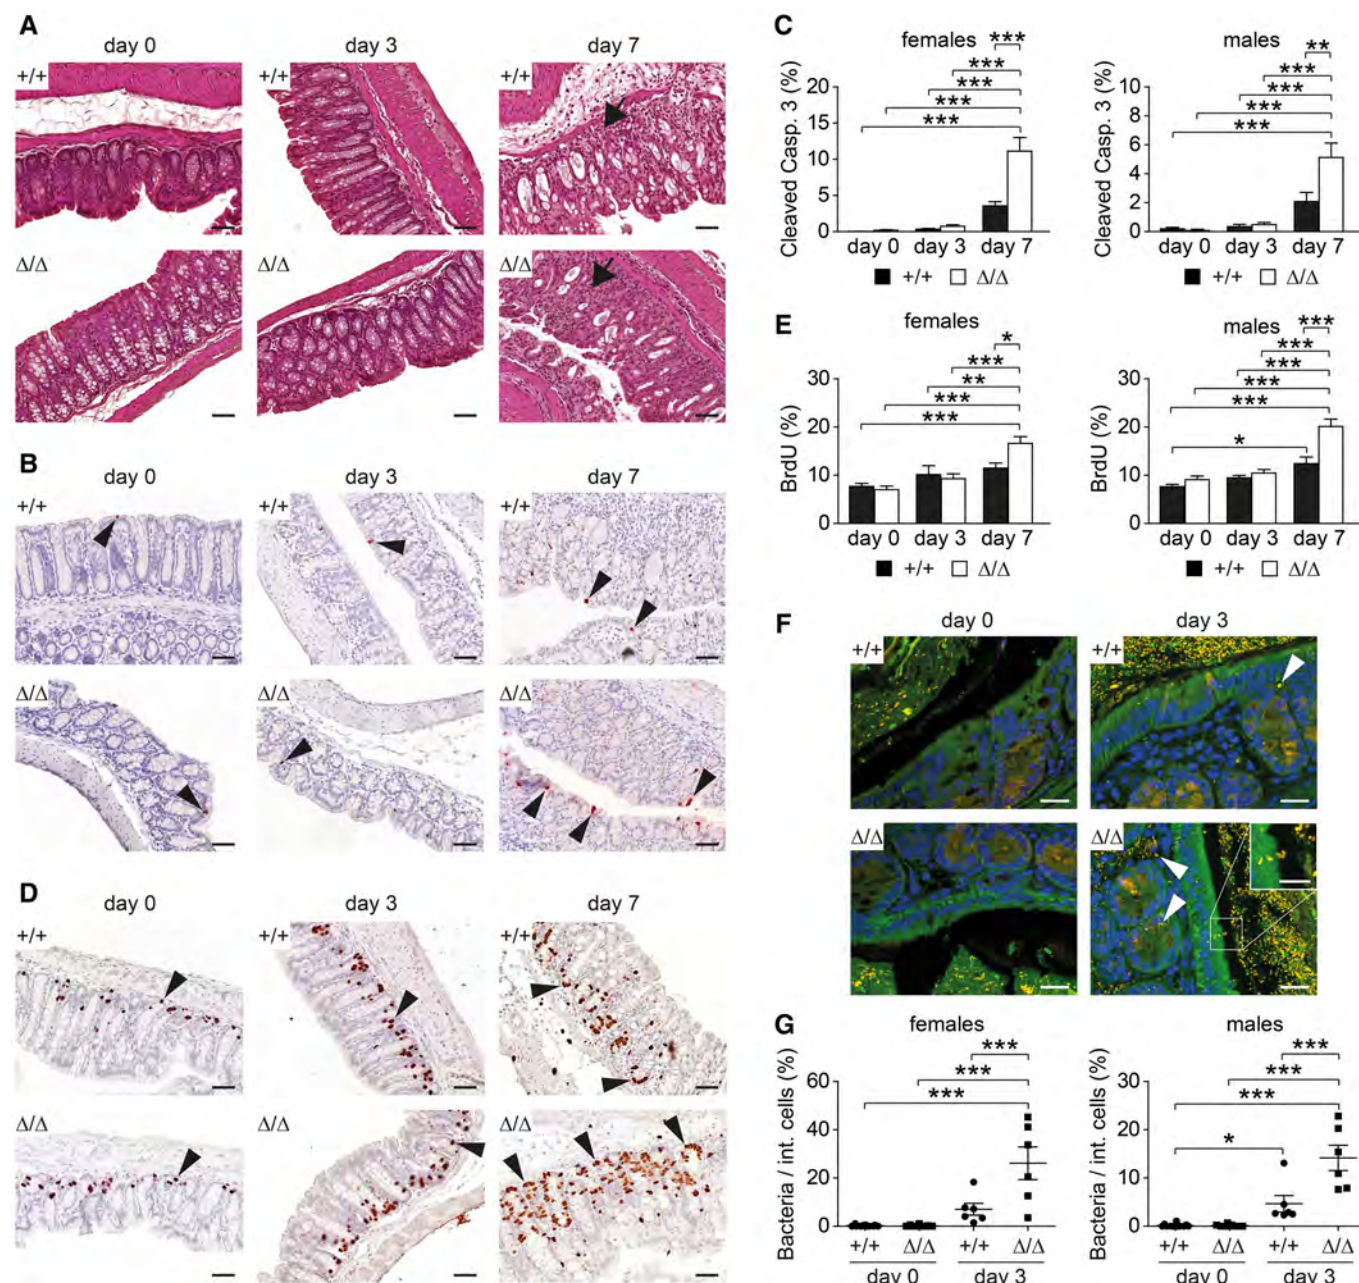 A
day 0 day 3 day 7
+/+ +/+ +/+
Δ/Δ Δ/Δ Δ/Δ
B
day 0 day 3 day 7
+/+ +/+ +/+
Δ/Δ Δ/Δ Δ/Δ
D
day 0 day 3 day 7
+/+ +/+ +/+
Δ/Δ Δ/Δ Δ/Δ
C
females
***
***
***
***
***
Cleaved Casp. 3 (%)
20
15
10
5
0
day 0 day 3 day 7
+/+ Δ/Δ
males
**
***
***
***
***
Cleaved Casp. 3 (%)
10
8
6
4
2
0
day 0 day 3 day 7
+/+ Δ/Δ
E
females
*
***
**
***
***
BrdU (%)
30
20
10
0
day 0 day 3 day 7
+/+ Δ/Δ
males
***
***
***
***
***
*
BrdU (%)
30
20
10
0
day 0 day 3 day 7
+/+ Δ/Δ
F
day 0 day 3
+/+ +/+
Δ/Δ Δ/Δ
G
females
***
***
***
Bacteria / int. cells (%)
60
40
20
0
+/+ Δ/Δ +/+ Δ/Δ
day 0 day 3
males
***
***
***
*
Bacteria / int. cells (%)
30
20
10
0
+/+ Δ/Δ +/+ Δ/Δ
day 0 day 3